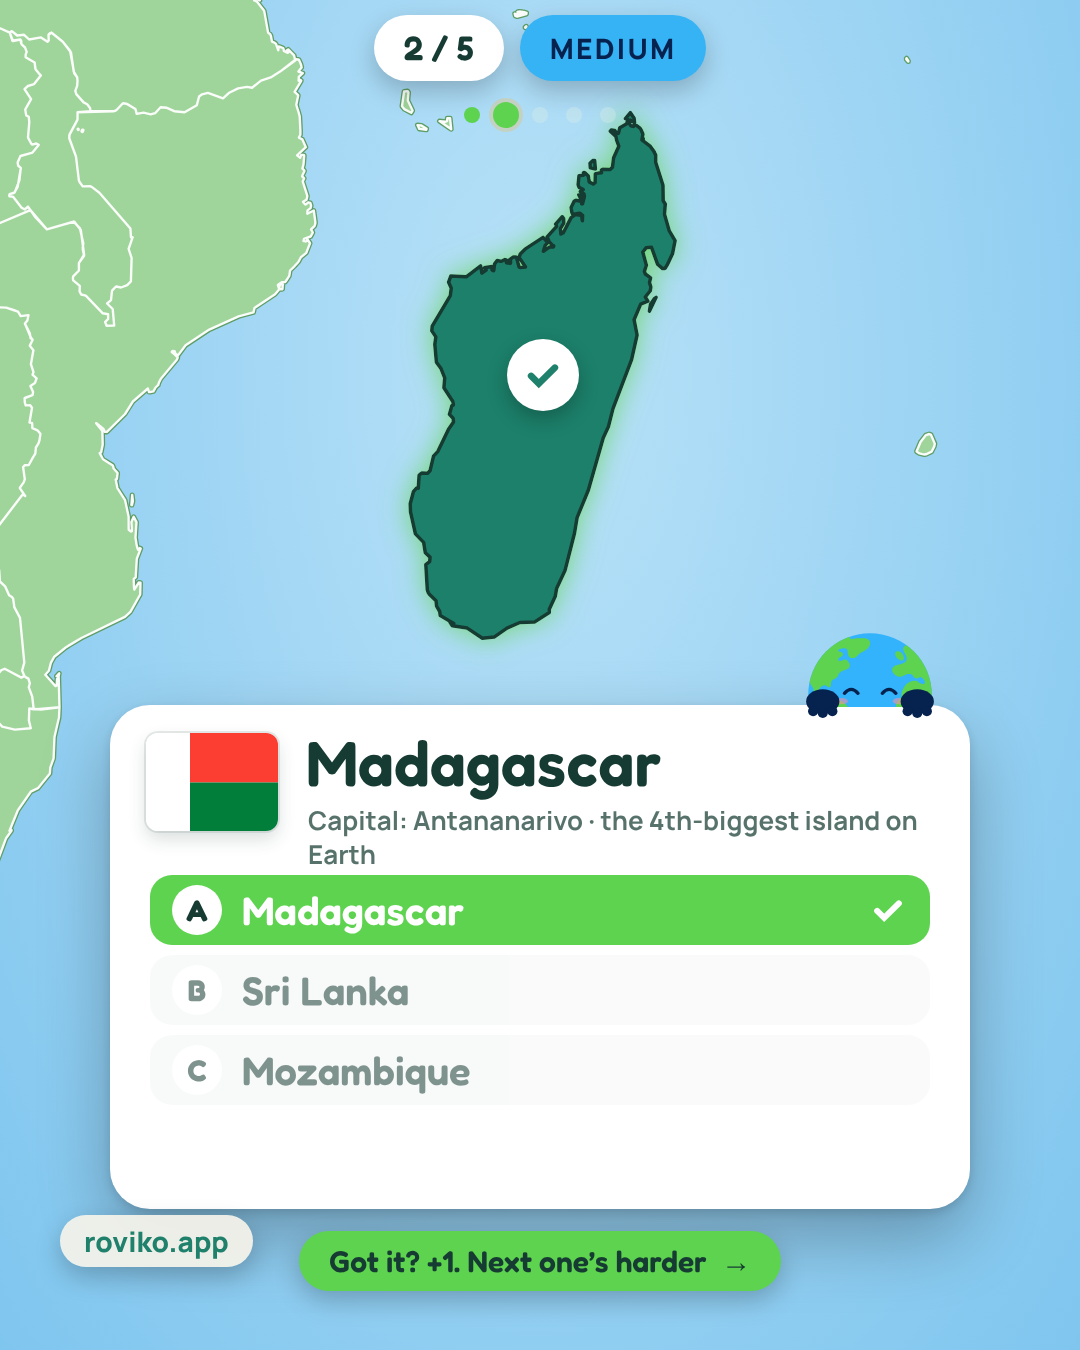 2 / 5
MEDIUM
Madagascar
Capital: Antananarivo · the 4th-biggest island on
Earth
A Madagascar
B Sri Lanka
C Mozambique
roviko.app
Got it? +1. Next one’s harder →